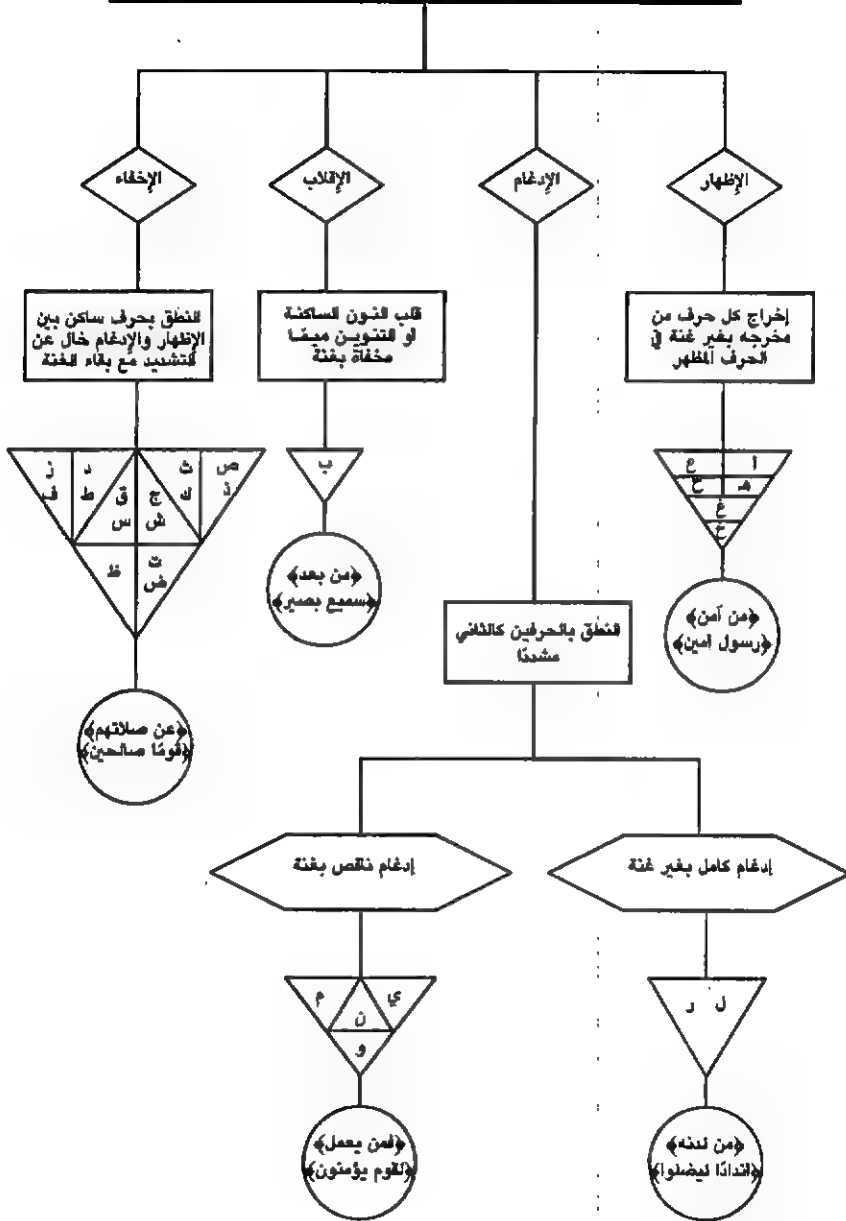 الإظهار
الإدغام
الإقلاب
الإخفاء
إخراج كل حرف من
مخرجه بغير غنة في
الحرف المظهر
قلب النون الساكنة
أو التنوين ميمًا
مخفاة بغنة
النطق بحرف ساكن بين
الإظهار والإدغام خال عن
التشديد مع بقاء الغنة
أ ع
هـ ح
غ
خ
ب
ص ث ج ق د ز
ذ ك ش س ط ف
ت ظ
ض
﴿من آمن﴾
﴿رسول أمين﴾
﴿من بعد﴾
﴿سميع بصير﴾
﴿عن صلاتهم﴾
﴿قومًا صالحين﴾
النطق بالحرفين كالثاني
مشددًا
إدغام كامل بغير غنة
إدغام ناقص بغنة
ل ر
ي ن م
و
﴿من لدنه﴾
﴿أندادًا ليضلوا﴾
﴿فمن يعمل﴾
﴿لقوم يؤمنون﴾